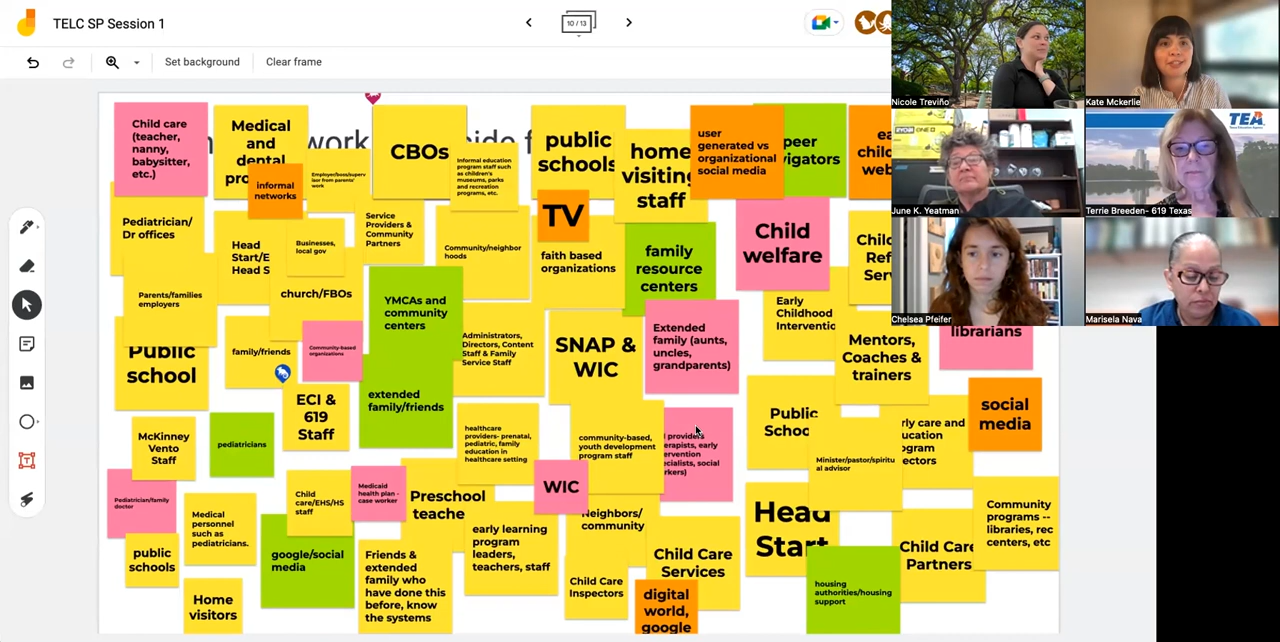 TELC SP Session 1
10 / 13
Set background
Clear frame
Nicole Treviño
Kate Mckerlie
TEA
June K. Yeatman
Terrie Breeden- 619 Texas
Chelsea Pfeifer
Marisela Nava
work
Child care
(teacher,
nanny,
babysitter,
etc.)
Medical
and
dental
informal
networks
work
CBOs
Informal education
program staff such
as children's
museums, parks
and recreation
programs, etc.
public
schools
home
visiting
staff
user
generated vs
organizational
social media
peer
Pediatrician/
Dr offices
Head
Start/E
Head S
Businesses,
local gov
Service
Providers &
Community
Partners
Community/neighbor
hoods
TV
faith based
organizations
family
resource
centers
Child
welfare
Parents/families
employers
church/FBOs
YMCAs and
community
centers
Administrators,
Directors, Content
Staff & Family
Service Staff
SNAP &
WIC
Extended
family (aunts,
uncles,
grandparents)
Early
Childhood
Interventio
Mentors,
Coaches &
trainers
librarians
Public
school
family/friends
Community-based
organizations
extended
family/friends
ECI &
619
Staff
McKinney
Vento
Staff
pediatricians
healthcare
providers- prenatal,
pediatric, family
education in
healthcare setting
community-based,
youth development
program staff
Public
Schoo
Minister/pastor/spiritu
al advisor
social
media
Pediatrician/family
doctor
Medical
personnel
such as
pediatricians.
Child
care/EHS/HS
staff
Medicaid
health plan -
case worker
Preschool
teache
WIC
Neighbors/
community
Head
Start
Child Care
Partners
Community
programs --
libraries, rec
centers, etc
public
schools
google/social
media
Friends &
extended
family who
have done this
before, know
the systems
early learning
program
leaders,
teachers, staff
Child Care
Inspectors
Child Care
Services
digital
world,
google
housing
authorities/housing
support
Home
visitors